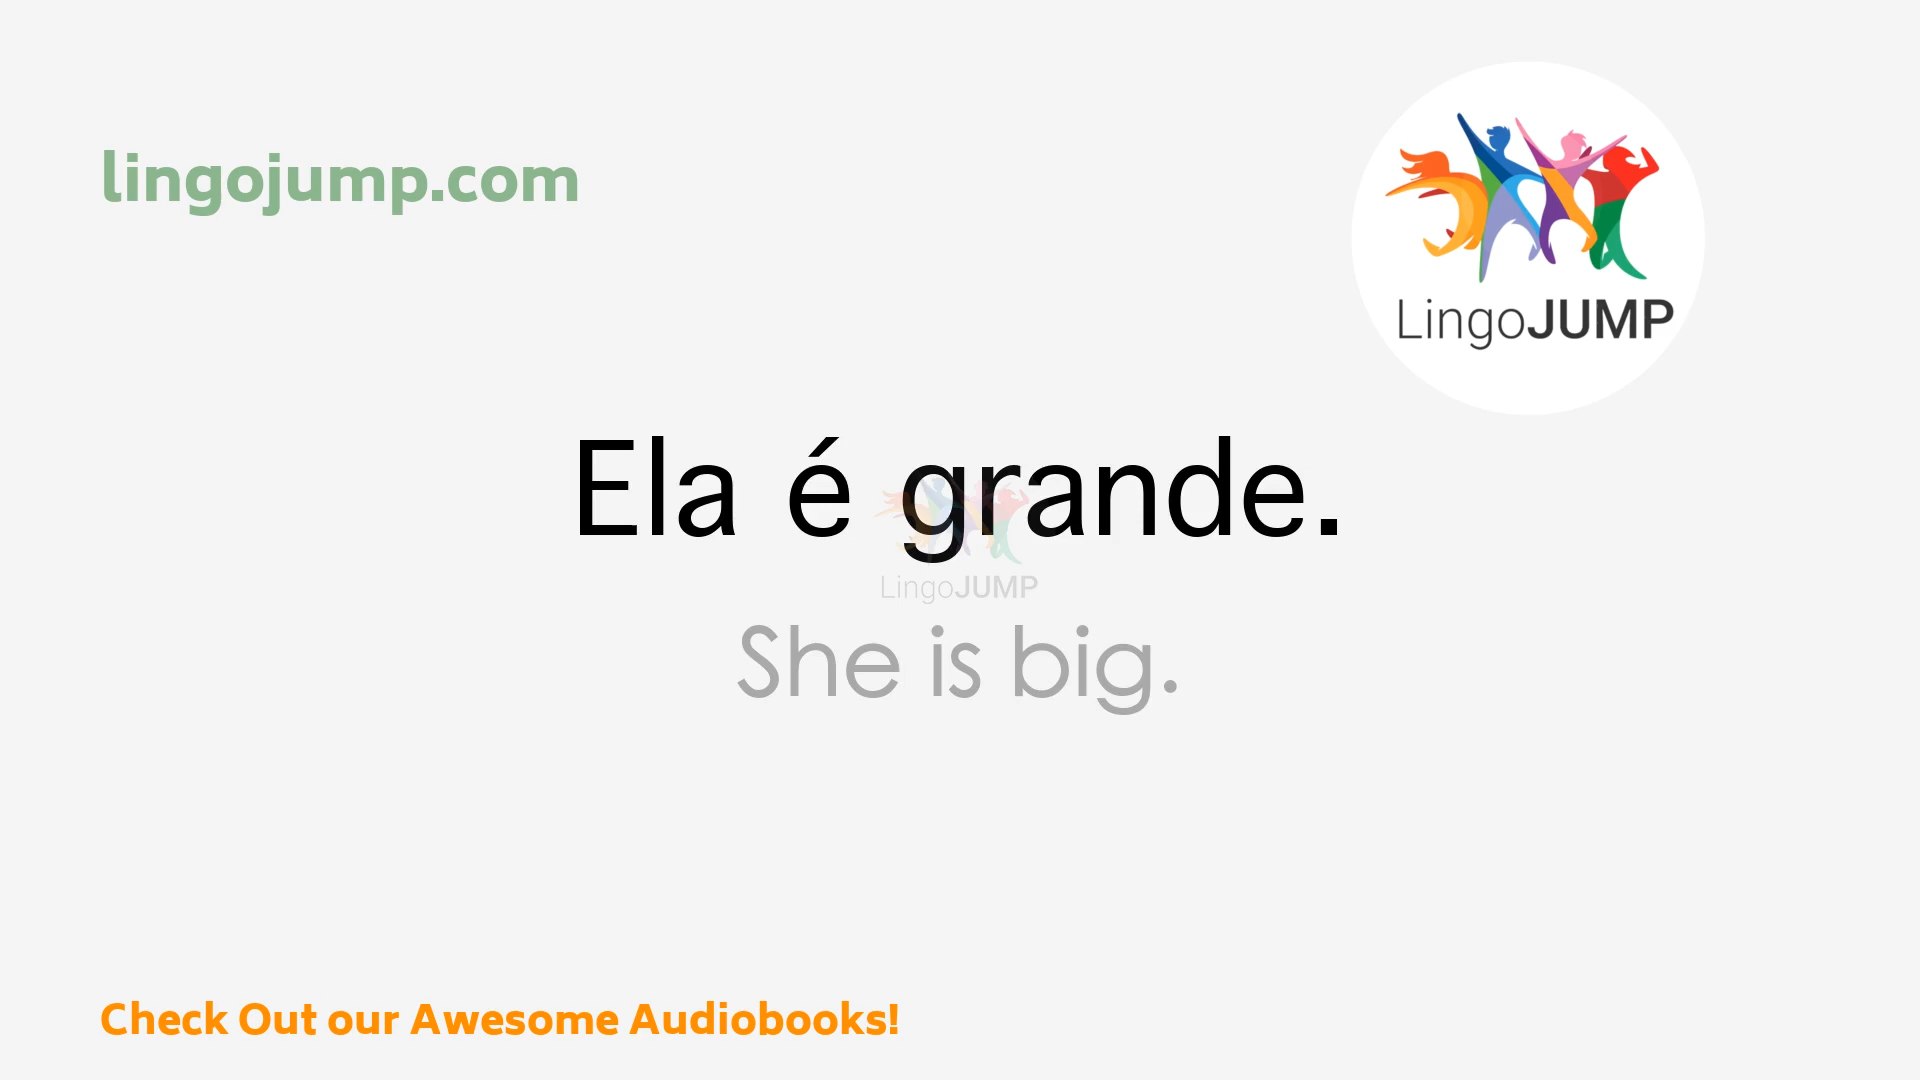 lingojump.com
LingoJUMP
Ela é grande.
LingoJUMP
She is big.
Check Out our Awesome Audiobooks!